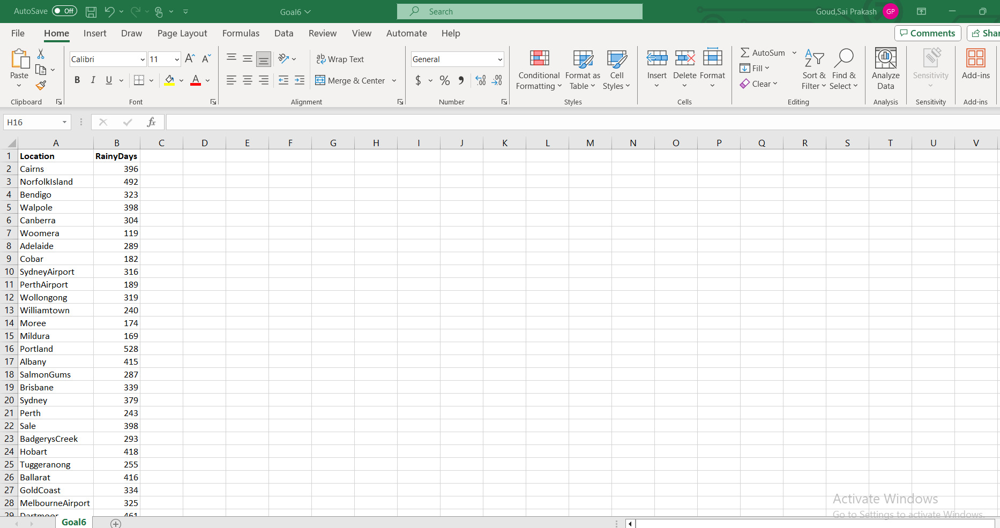 AutoSave Off Goal6 Search Goud,Sai Prakash GP
File Home Insert Draw Page Layout Formulas Data Review View Automate Help Comments Shar
Paste
Clipboard
Calibri 11 A A
B I U A
Font
ab Wrap Text
Merge & Center
Alignment
General
$ % , .00 .00
Number
Conditional Formatting
Format as Table
Cell Styles
Styles
Insert Delete Format
Cells
AutoSum
Fill
Clear
Sort & Filter
Find & Select
Editing
Analyze Data
Analysis
Sensitivity
Sensitivity
Add-ins
Add-ins
H16 fx
A B C D E F G H I J K L M N O P Q R S T U V
1 Location RainyDays
2 Cairns 396
3 NorfolkIsland 492
4 Bendigo 323
5 Walpole 398
6 Canberra 304
7 Woomera 119
8 Adelaide 289
9 Cobar 182
10 SydneyAirport 316
11 PerthAirport 189
12 Wollongong 319
13 Williamtown 240
14 Moree 174
15 Mildura 169
16 Portland 528
17 Albany 415
18 SalmonGums 287
19 Brisbane 339
20 Sydney 379
21 Perth 243
22 Sale 398
23 BadgerysCreek 293
24 Hobart 418
25 Tuggeranong 255
26 Ballarat 416
27 GoldCoast 334
28 MelbourneAirport 325
29 Dartmoor 461
Activate Windows
Go to Settings to activate Windows.
Goal6